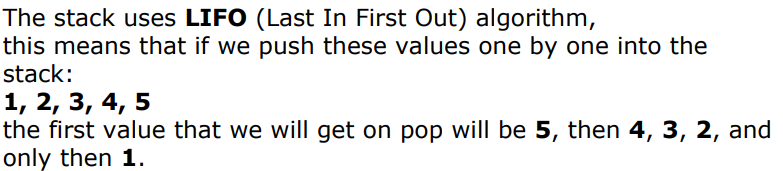 The stack uses LIFO (Last In First Out) algorithm,
this means that if we push these values one by one into the
stack:
1, 2, 3, 4, 5
the first value that we will get on pop will be 5, then 4, 3, 2, and
only then 1.